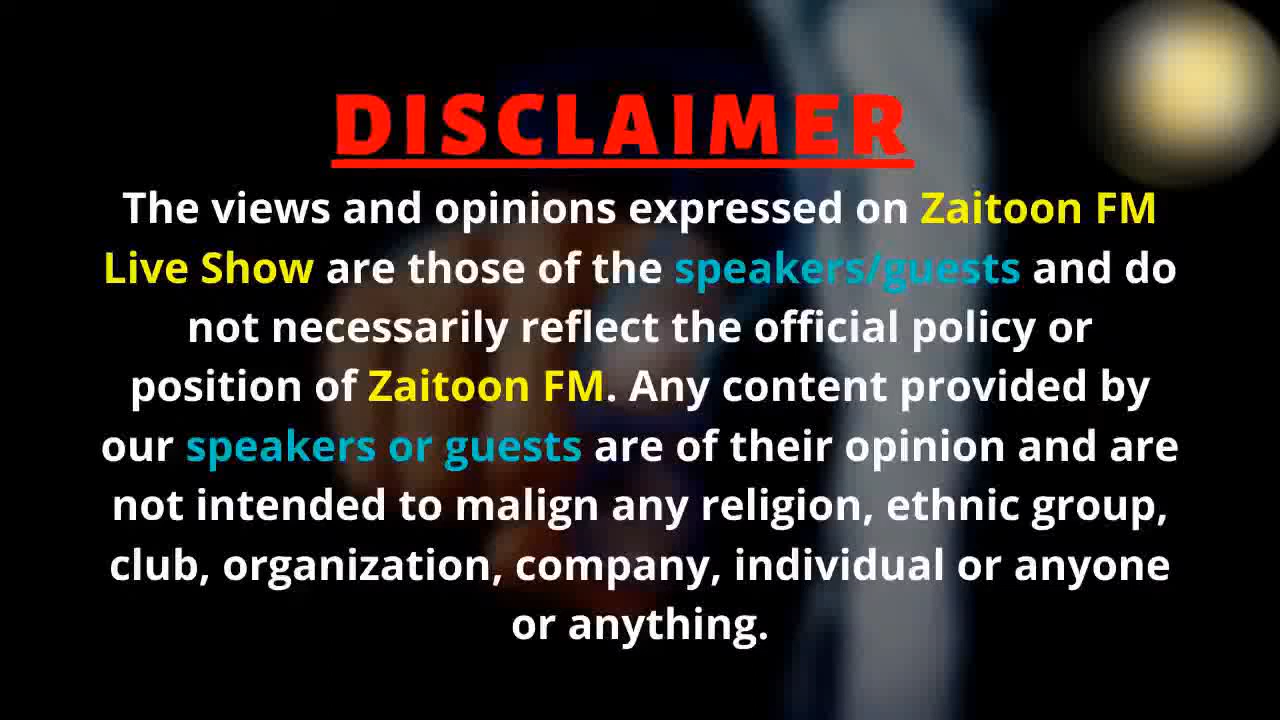 DISCLAIMER
The views and opinions expressed on Zaitoon FM
Live Show are those of the speakers/guests and do
not necessarily reflect the official policy or
position of Zaitoon FM. Any content provided by
our speakers or guests are of their opinion and are
not intended to malign any religion, ethnic group,
club, organization, company, individual or anyone
or anything.